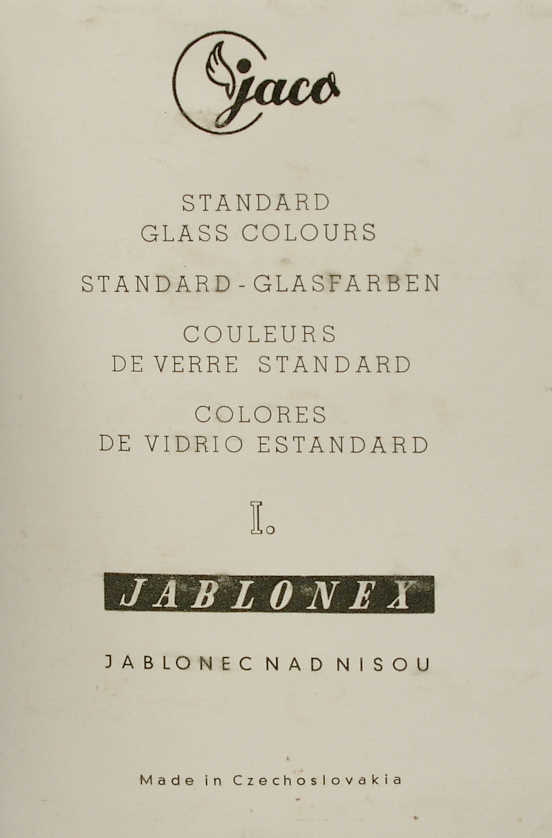 jaco
STANDARD
GLASS COLOURS
STANDARD-GLASFARBEN
COULEURS
DE VERRE STANDARD
COLORES
DE VIDRIO ESTANDARD
I.
JABLONEX
JABLONEC NAD NISOU
Made in Czechoslovakia